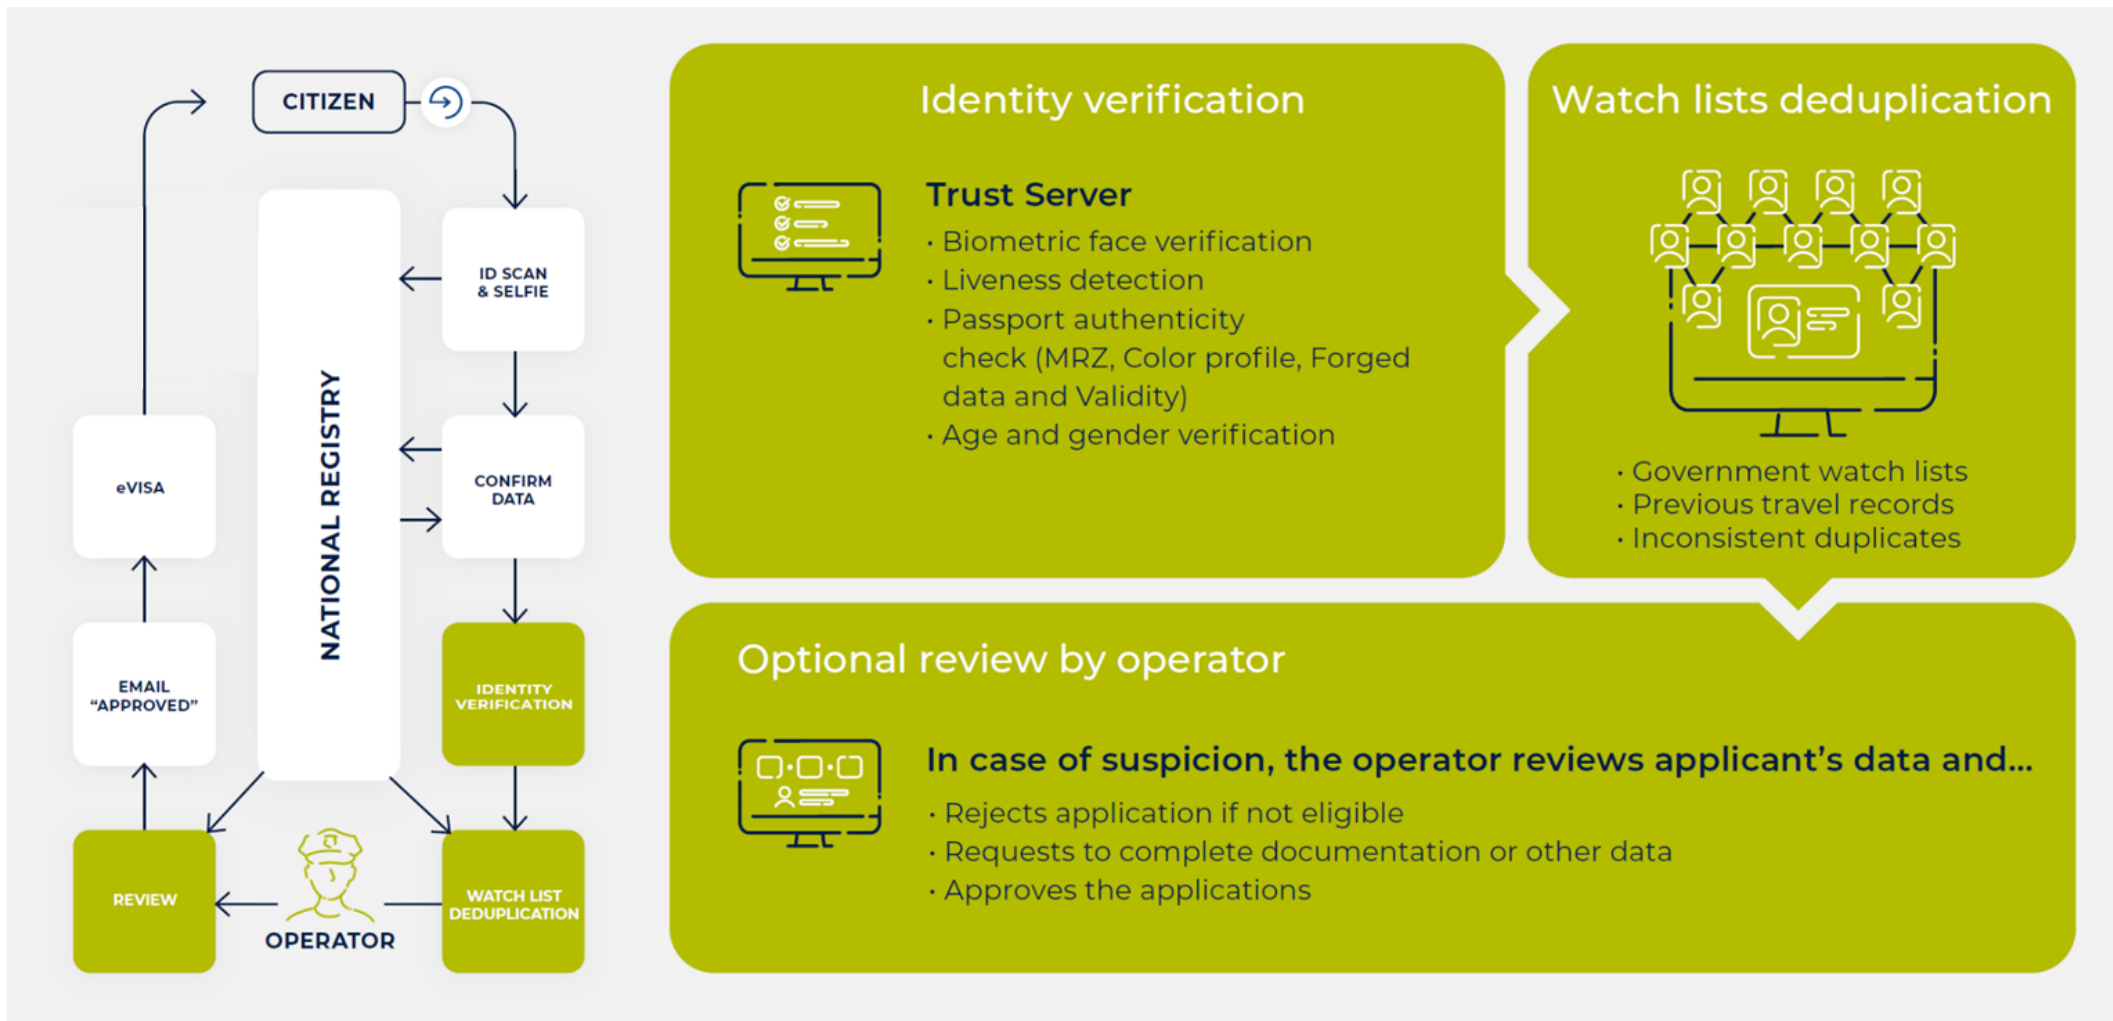 CITIZEN
ID SCAN
& SELFIE
NATIONAL REGISTRY
CONFIRM
DATA
eVISA
EMAIL
“APPROVED”
IDENTITY
VERIFICATION
REVIEW
OPERATOR
WATCH LIST
DEDUPLICATION
Identity verification
Trust Server
· Biometric face verification
· Liveness detection
· Passport authenticity
check (MRZ, Color profile, Forged
data and Validity)
· Age and gender verification
Watch lists deduplication
· Government watch lists
· Previous travel records
· Inconsistent duplicates
Optional review by operator
In case of suspicion, the operator reviews applicant’s data and...
· Rejects application if not eligible
· Requests to complete documentation or other data
· Approves the applications